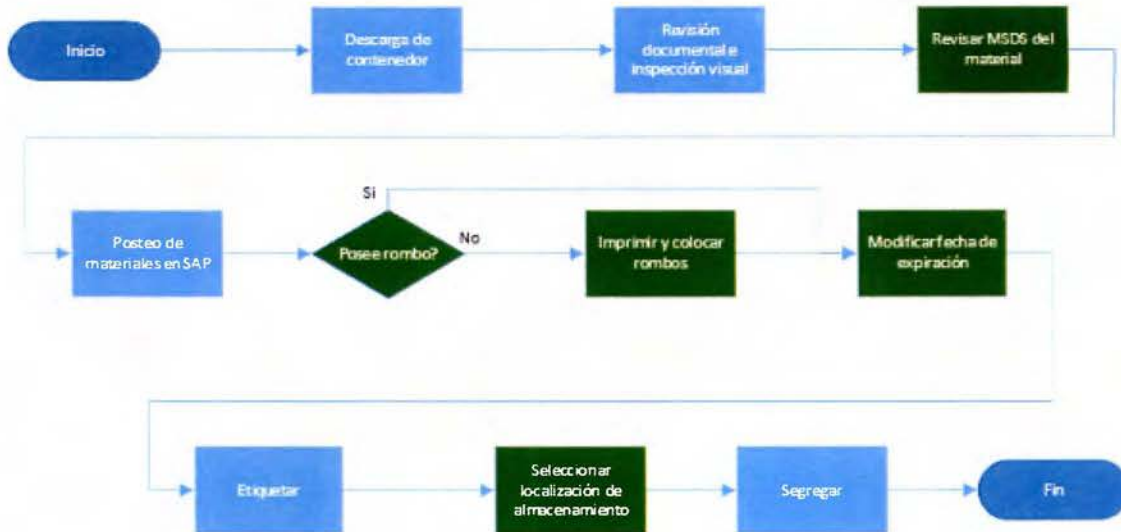 Inicio
Descarga de
contenedor
Revisión
documental e
inspección visual
Revisar MSDS del
material
Posteo de
materiales en SAP
Posee rombo?
Si
No
Imprimir y colocar
rombos
Modificar fecha de
expiración
Etiquetar
Seleccionar
localización de
almacenamiento
Segregar
Fin